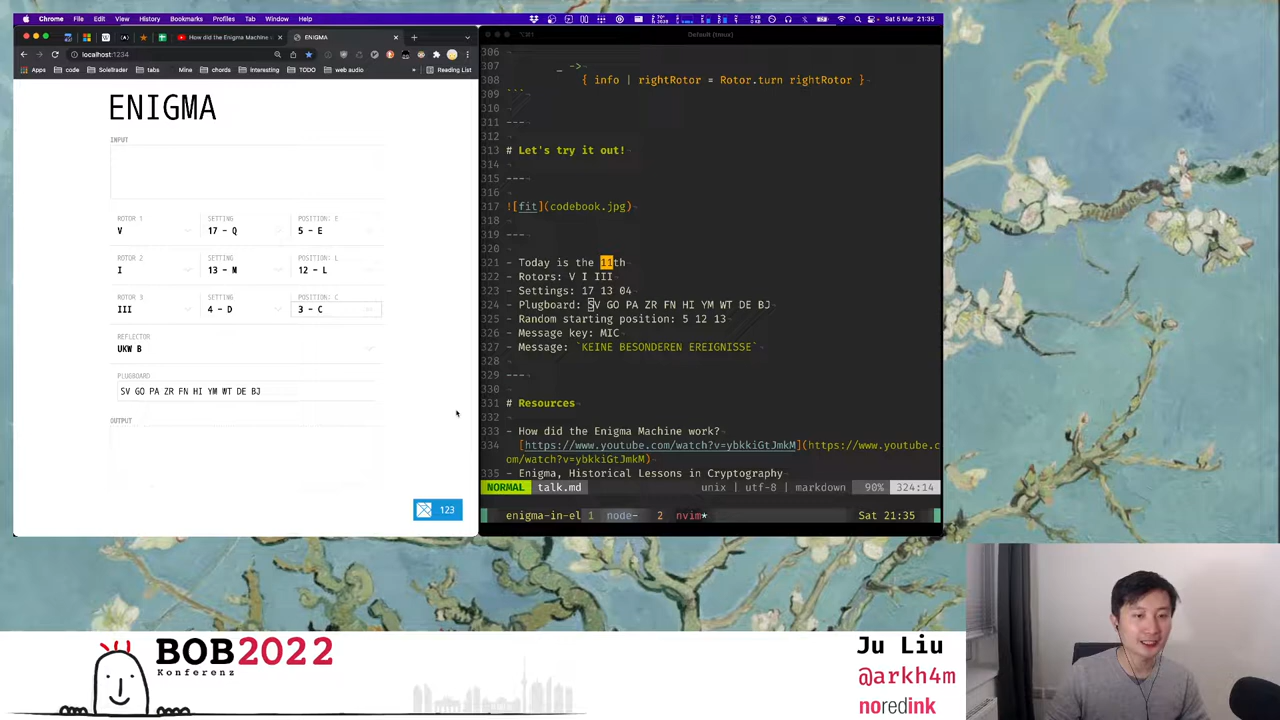 Chrome File Edit View History Bookmarks Profiles Tab Window Help
Sat 5 Mar 21:35
How did the Enigma Machine
ENIGMA
localhost:1234
Apps code SoleTrader tabs Mine chords Interesting TODO web audio Reading List
ENIGMA
INPUT
ROTOR 1 SETTING POSITION: E
V 17 - Q 5 - E
ROTOR 2 SETTING POSITION: L
I 13 - M 12 - L
ROTOR 3 SETTING POSITION: C
III 4 - D 3 - C
REFLECTOR
UKW B
PLUGBOARD
SV GO PA ZR FN HI YM WT DE BJ
OUTPUT
123
Default (tmux)
306
307 _ ->
308 { info | rightRotor = Rotor.turn rightRotor }
309 ```
310
311 ---
312
313 # Let's try it out!
314
315 ---
316
317 ![fit](codebook.jpg)
318
319 ---
320
321 - Today is the 11th
322 - Rotors: V I III
323 - Settings: 17 13 04
324 - Plugboard: SV GO PA ZR FN HI YM WT DE BJ
325 - Random starting position: 5 12 13
326 - Message key: MIC
327 - Message: `KEINE BESONDEREN EREIGNISSE`
328
329 ---
330
331 # Resources
332
333 - How did the Enigma Machine work?
334 [https://www.youtube.com/watch?v=ybkkiGtJmkM](https://www.youtube.c
om/watch?v=ybkkiGtJmkM)
335 - Enigma, Historical Lessons in Cryptography
NORMAL talk.md unix | utf-8 | markdown 90% 324:14
enigma-in-el 1 node- 2 nvim* Sat 21:35
BOB2022
Konferenz
Ju Liu
@arkh4m
noredink